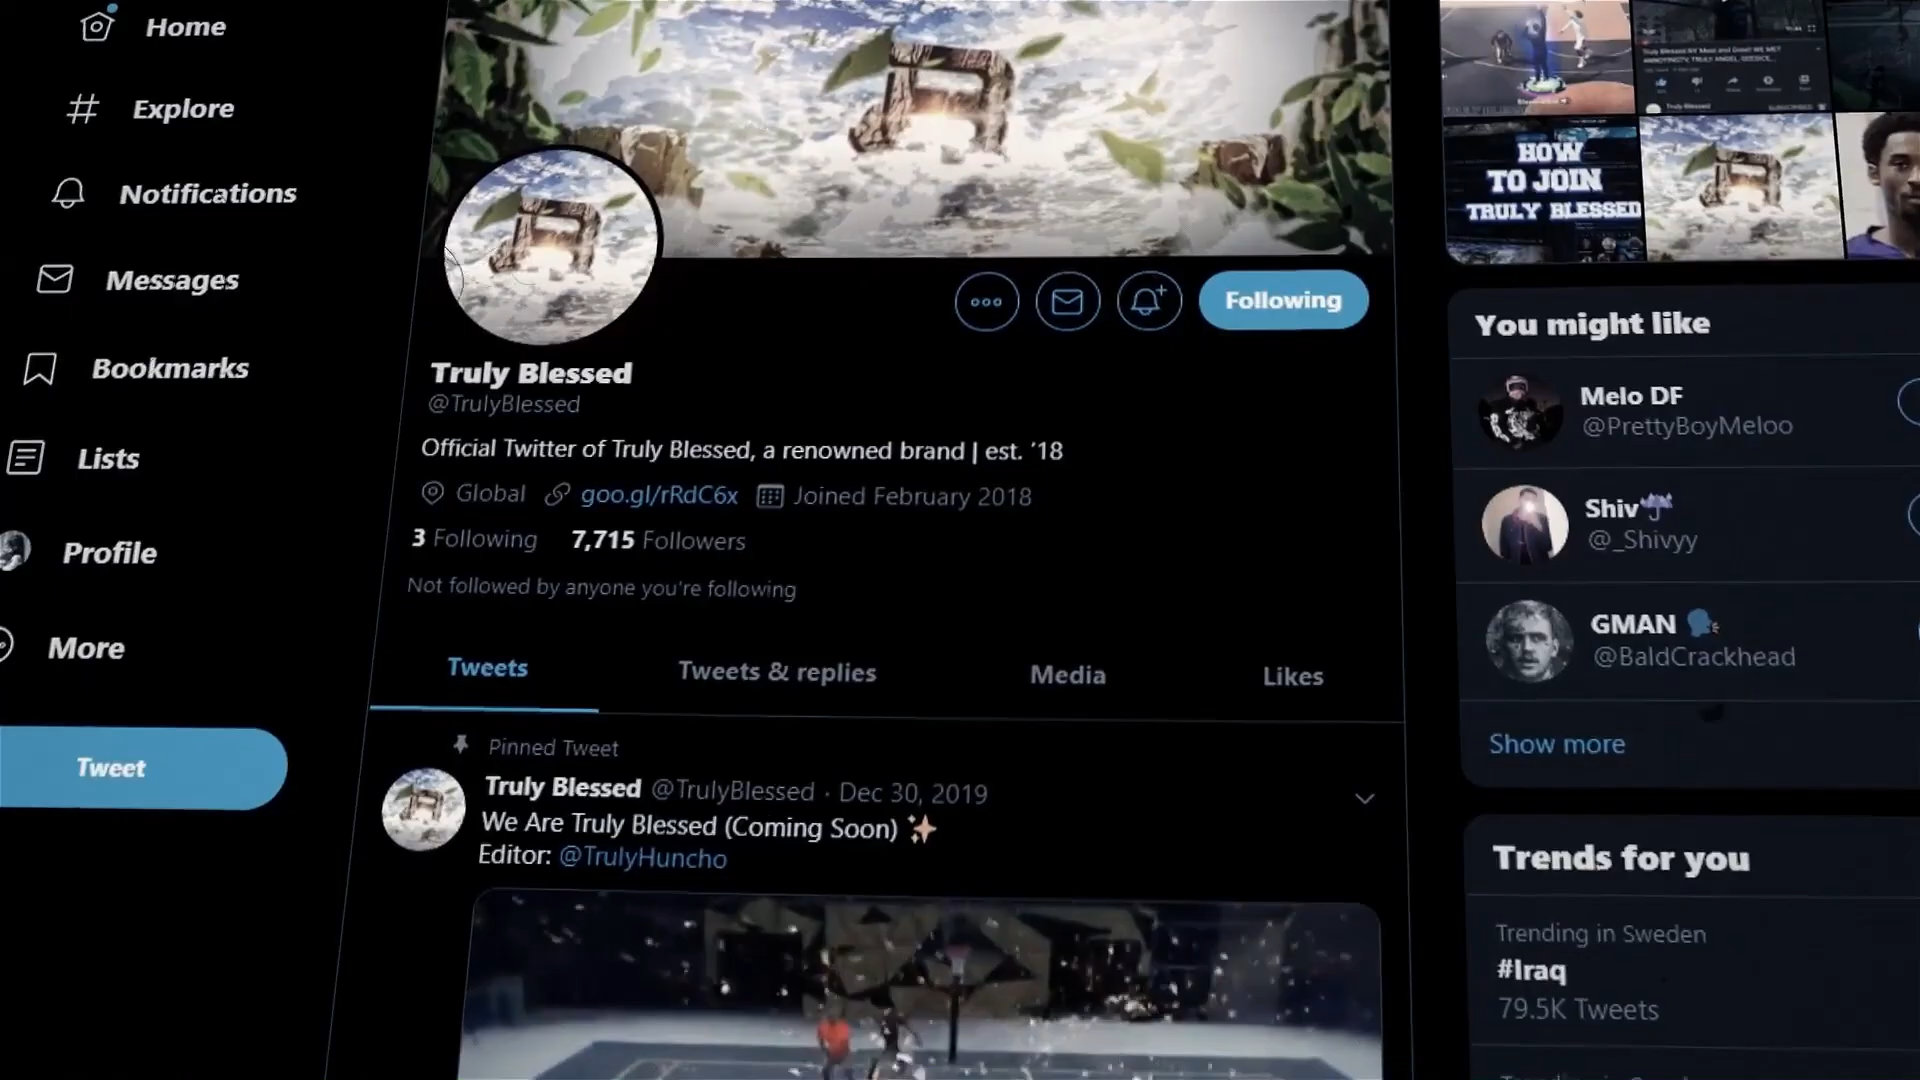 Home
Explore
Notifications
Messages
Bookmarks
Lists
Profile
More
Tweet
Following
Truly Blessed
@TrulyBlessed
Official Twitter of Truly Blessed, a renowned brand | est. '18
Global goo.gl/rRdC6x Joined February 2018
3 Following 7,715 Followers
Not followed by anyone you're following
Tweets Tweets & replies Media Likes
Pinned Tweet
Truly Blessed @TrulyBlessed · Dec 30, 2019
We Are Truly Blessed (Coming Soon) ✨
Editor: @TrulyHuncho
Truly Blessed
HOW
TO JOIN
TRULY BLESSED
You might like
Melo DF
@PrettyBoyMeloo
Shiv☔
@_Shivyy
GMAN 🗣
@BaldCrackhead
Show more
Trends for you
Trending in Sweden
#Iraq
79.5K Tweets